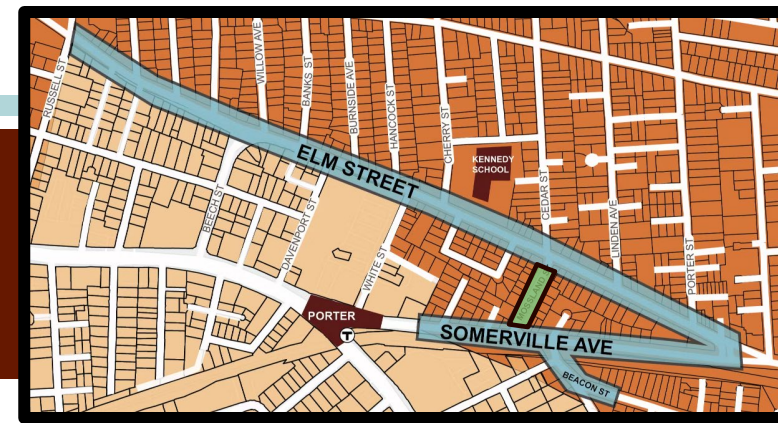 RUSSELL ST
WILLOW AVE
BANKS ST
BURNSIDE AVE
HANCOCK ST
CHERRY ST
KENNEDY
SCHOOL
ELM STREET
CEDAR ST
LINDEN AVE
PORTER ST
BEECH ST
DAVENPORT ST
WHITE ST
MOSSLAND
PORTER
T
SOMERVILLE AVE
BEACON ST